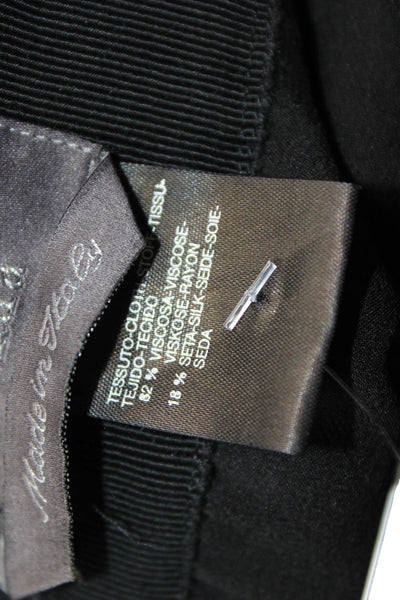 Made in Italy
TESSUTO-CLOTH-STOFF-TISSU-
TEJIDO-TECIDO
82 % VISCOSA-VISCOSE-
VISKOSE-RAYON
18 % SETA-SILK-SEIDE-SOIE-
SEDA